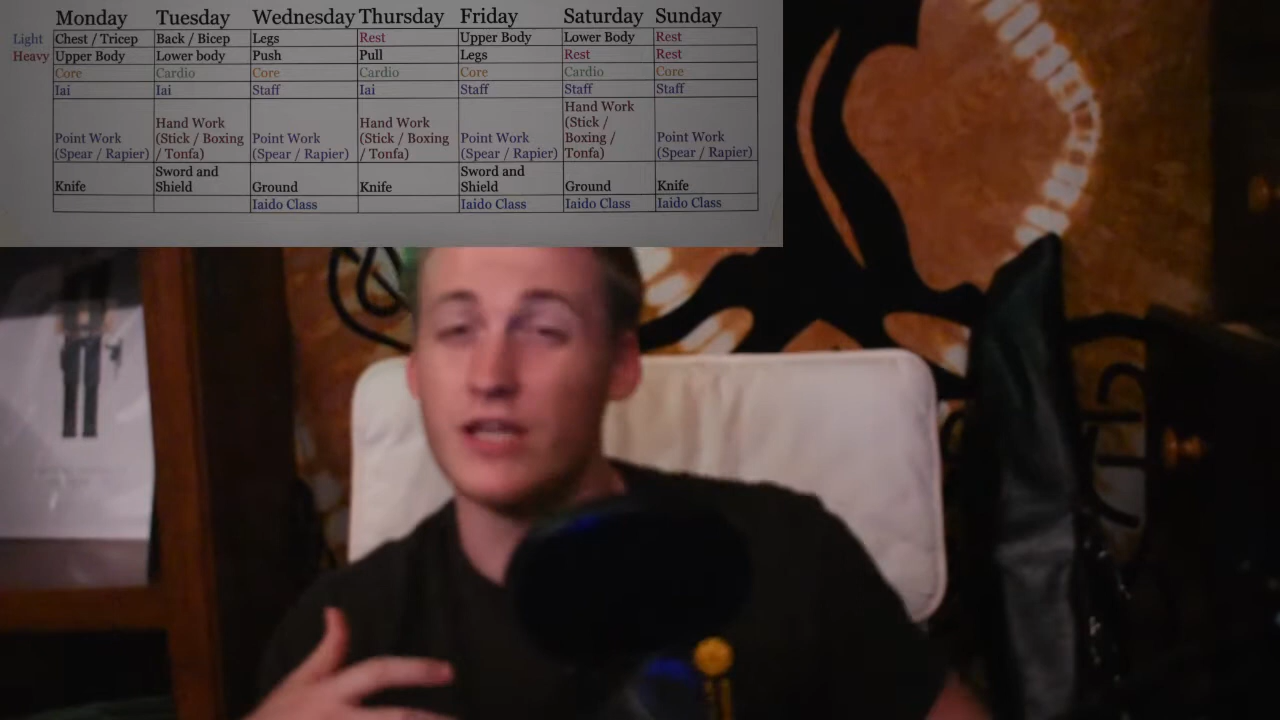 Monday Tuesday Wednesday Thursday Friday Saturday Sunday
Light Chest / Tricep Back / Bicep Legs Rest Upper Body Lower Body Rest
Heavy Upper Body Lower body Push Pull Legs Rest Rest
Core Cardio Core Cardio Core Cardio Core
Iai Iai Staff Iai Staff Staff Staff
Point Work
(Spear / Rapier)
Hand Work
(Stick / Boxing
/ Tonfa)
Point Work
(Spear / Rapier)
Hand Work
(Stick / Boxing
/ Tonfa)
Point Work
(Spear / Rapier)
Hand Work
(Stick /
Boxing /
Tonfa)
Point Work
(Spear / Rapier)
Knife
Sword and
Shield
Ground
Knife
Sword and
Shield
Ground
Knife
Iaido Class Iaido Class Iaido Class Iaido Class